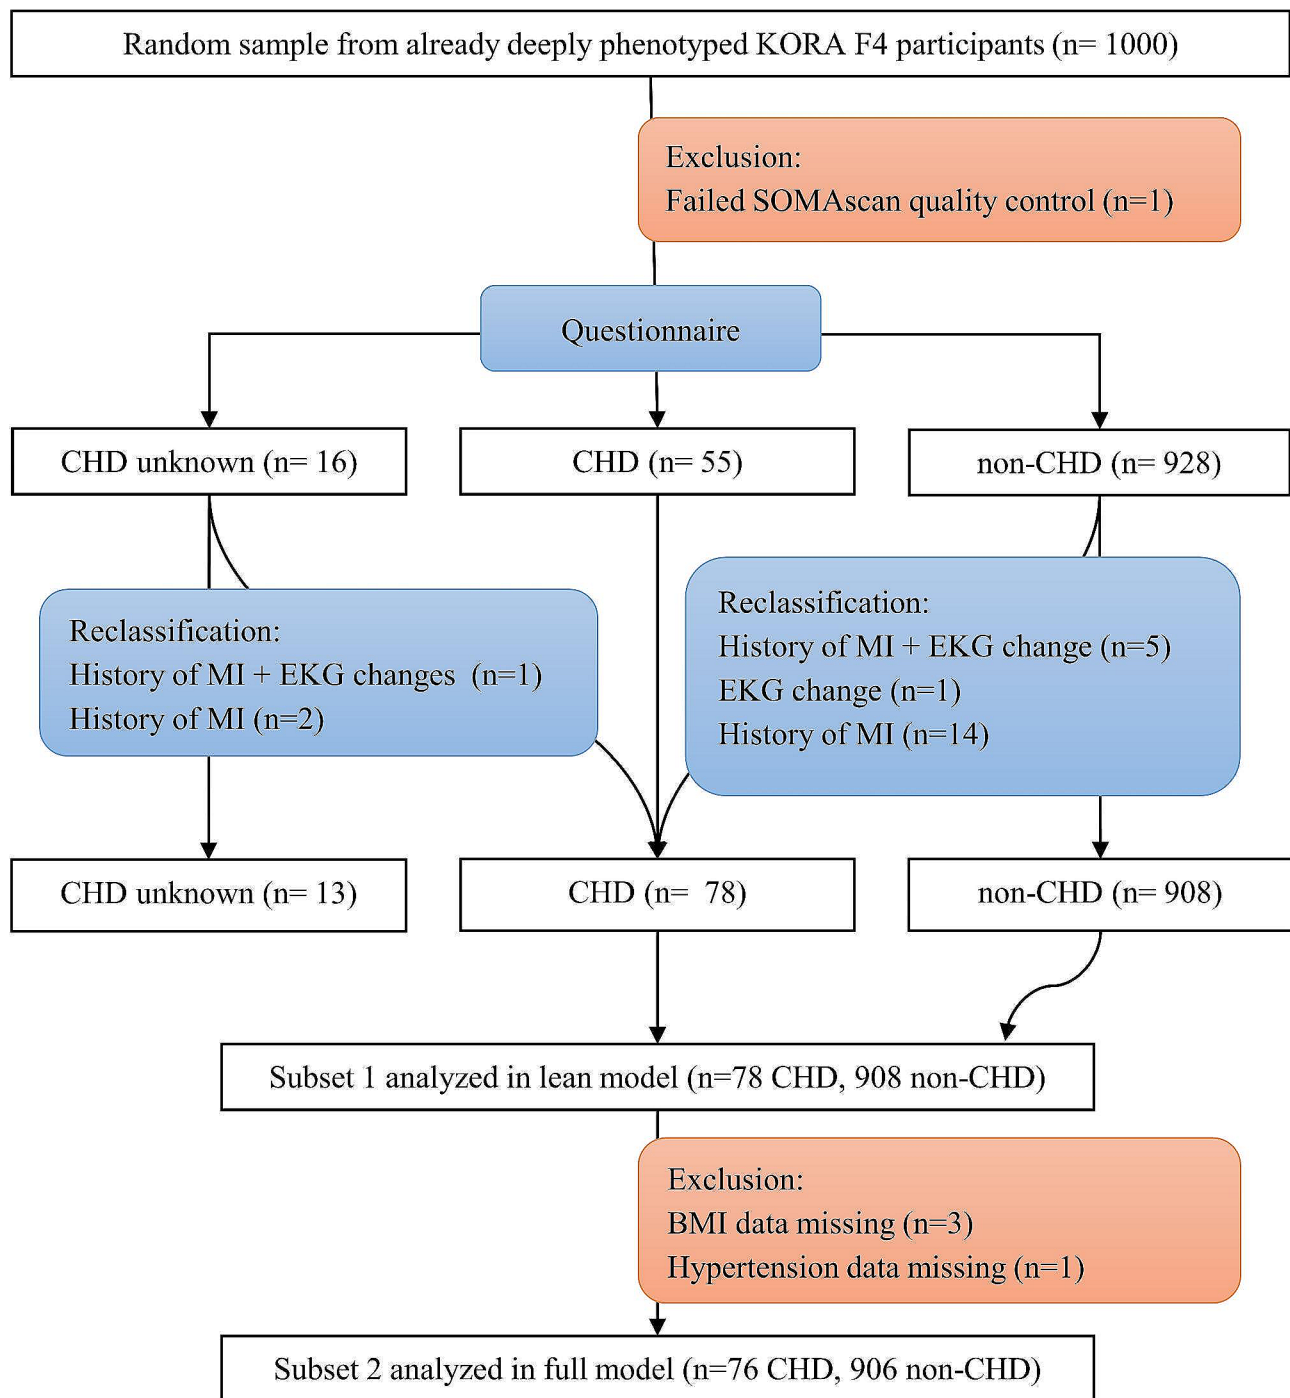 Random sample from already deeply phenotyped KORA F4 participants (n= 1000)
Exclusion:
Failed SOMAscan quality control (n=1)
Questionnaire
CHD unknown (n= 16)
CHD (n= 55)
non-CHD (n= 928)
Reclassification:
History of MI + EKG changes (n=1)
History of MI (n=2)
Reclassification:
History of MI + EKG change (n=5)
EKG change (n=1)
History of MI (n=14)
CHD unknown (n= 13)
CHD (n= 78)
non-CHD (n= 908)
Subset 1 analyzed in lean model (n=78 CHD, 908 non-CHD)
Exclusion:
BMI data missing (n=3)
Hypertension data missing (n=1)
Subset 2 analyzed in full model (n=76 CHD, 906 non-CHD)